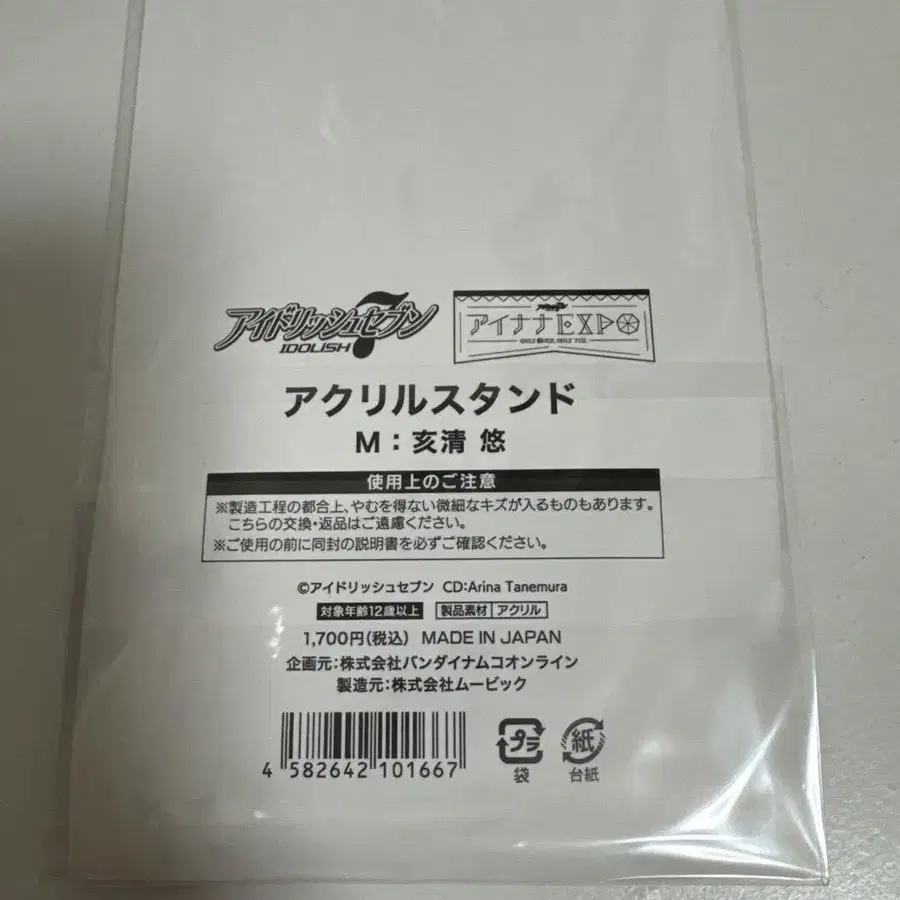 アイドリッシュセブン
7
IDOLiSH
アイナナEXPO
アクリルスタンド
M：亥清 悠
使用上のご注意
※製造工程の都合上、やむを得ない微細なキズが入るものもあります。
こちらの交換・返品はご遠慮ください。
※ご使用の前に同封の説明書を必ずご確認ください。
©アイドリッシュセブン CD:Arina Tanemura
対象年齢12歳以上 製品素材 アクリル
1,700円(税込) MADE IN JAPAN
企画元:株式会社バンダイナムコオンライン
製造元:株式会社ムービック
4 582642 101667
プラ 紙
袋 台紙